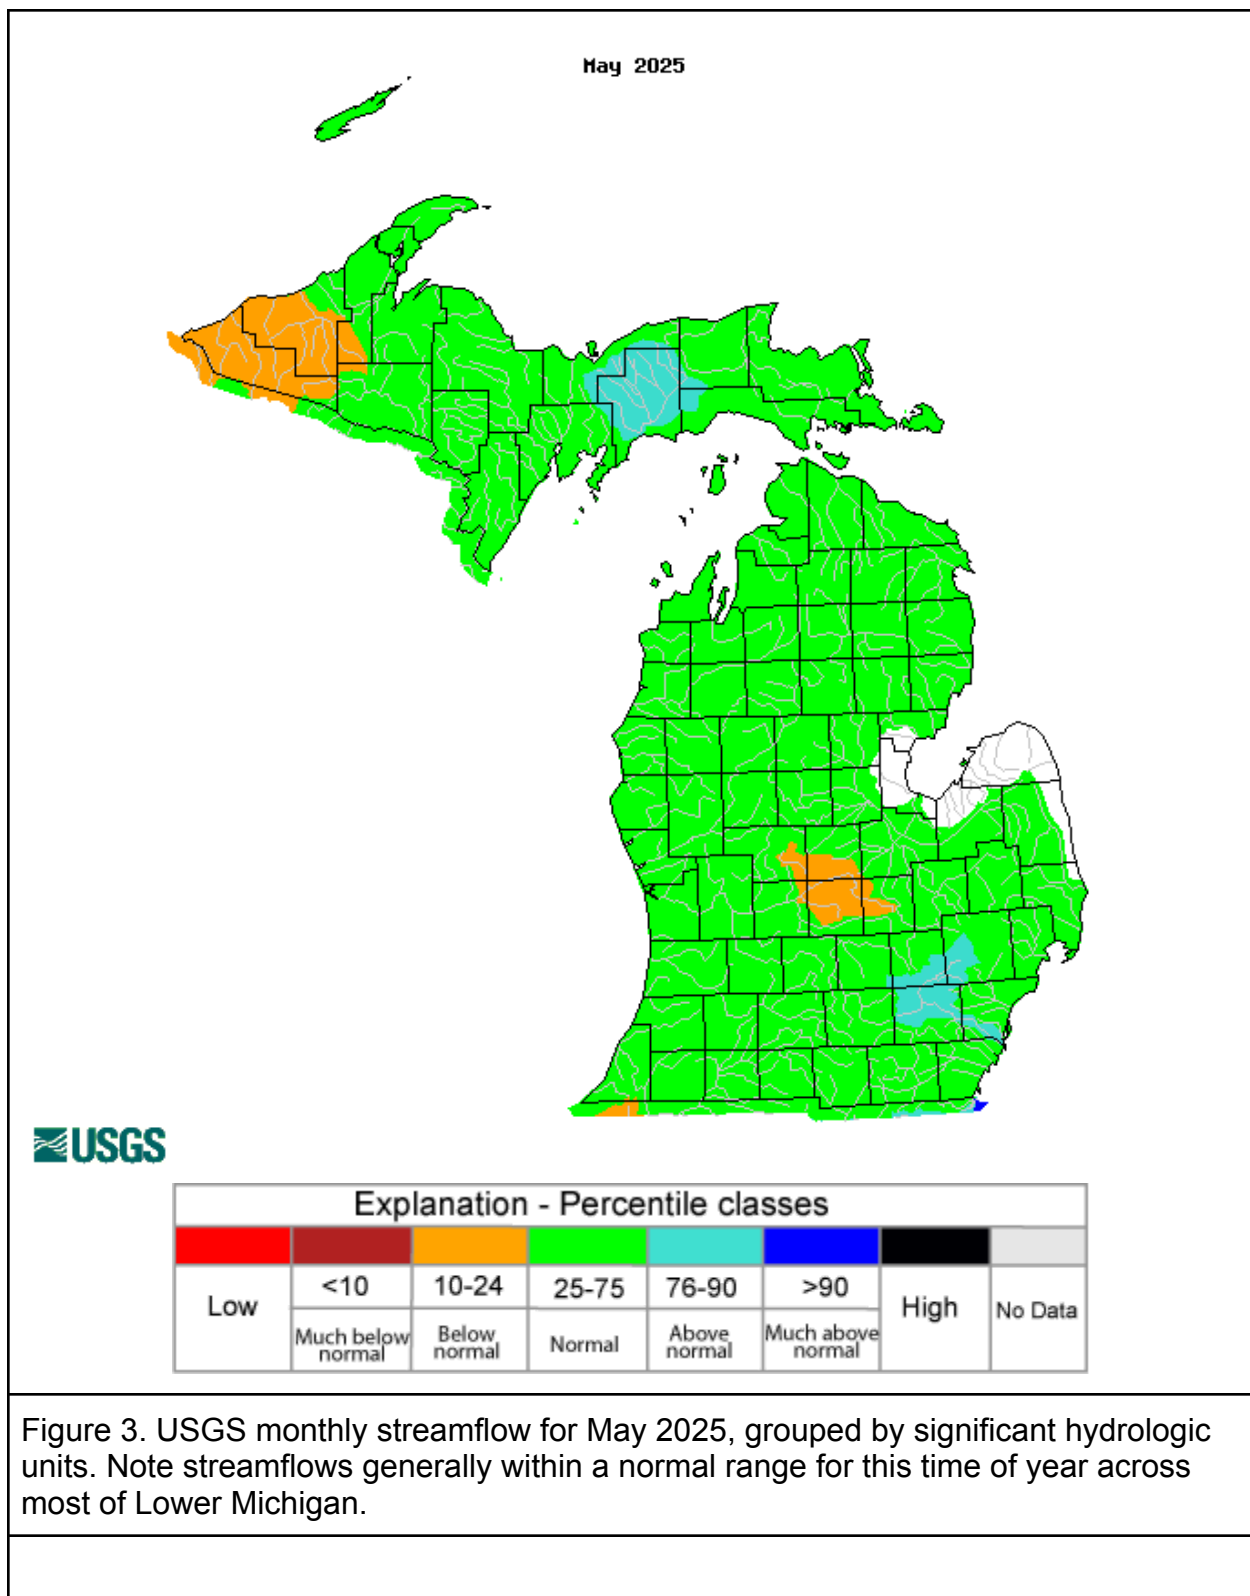 May 2025
USGS
Explanation - Percentile classes
Low
<10
10-24
25-75
76-90
>90
High
No Data
Much below
normal
Below
normal
Normal
Above
normal
Much above
normal
Figure 3. USGS monthly streamflow for May 2025, grouped by significant hydrologic
units. Note streamflows generally within a normal range for this time of year across
most of Lower Michigan.